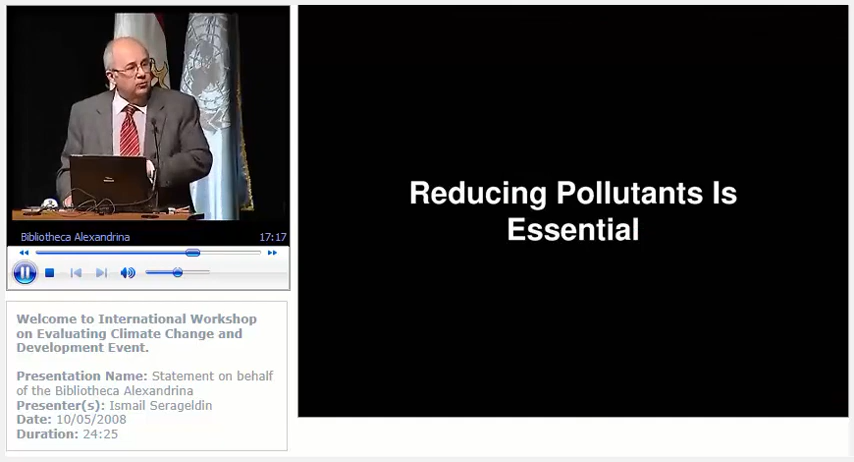 Bibliotheca Alexandrina 17:17
Welcome to International Workshop
on Evaluating Climate Change and
Development Event.
Presentation Name: Statement on behalf
of the Bibliotheca Alexandrina
Presenter(s): Ismail Serageldin
Date: 10/05/2008
Duration: 24:25
Reducing Pollutants Is
Essential